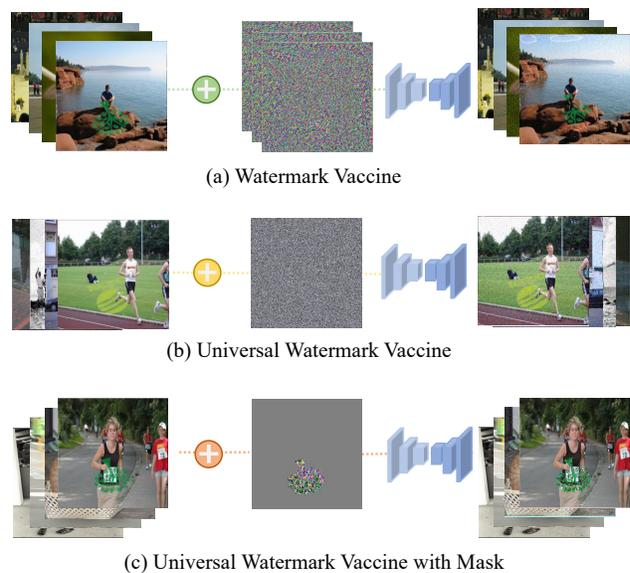 (a) Watermark Vaccine
(b) Universal Watermark Vaccine
(c) Universal Watermark Vaccine with Mask